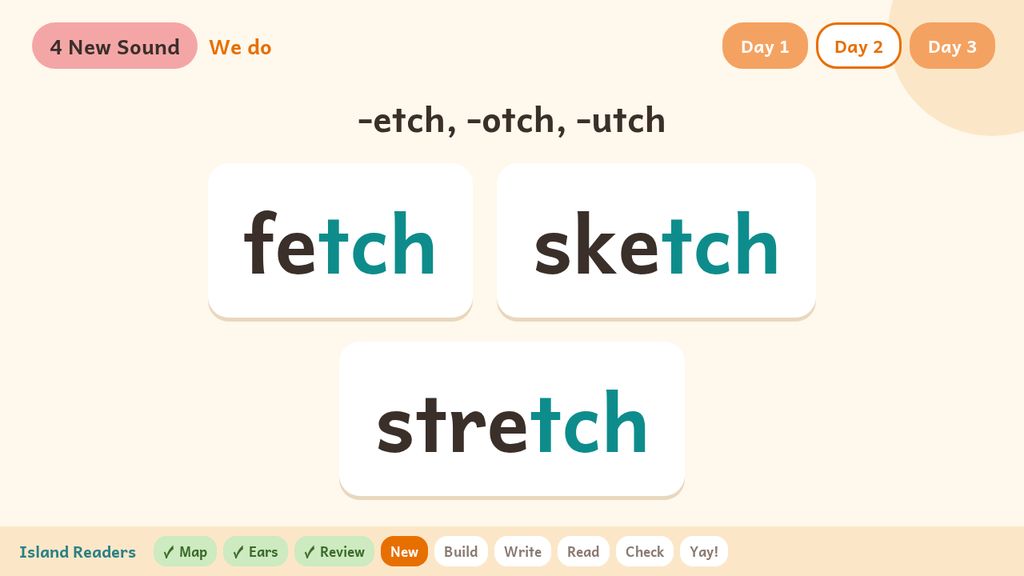 4 New Sound We do Day 1 Day 2 Day 3
-etch, -otch, -utch
fetch sketch
stretch
Island Readers ✓ Map ✓ Ears ✓ Review New Build Write Read Check Yay!